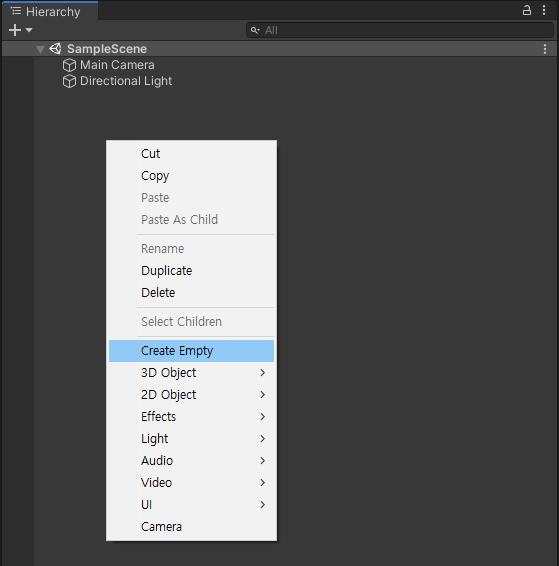 Hierarchy
All
SampleScene
Main Camera
Directional Light
Cut
Copy
Paste
Paste As Child
Rename
Duplicate
Delete
Select Children
Create Empty
3D Object
2D Object
Effects
Light
Audio
Video
UI
Camera